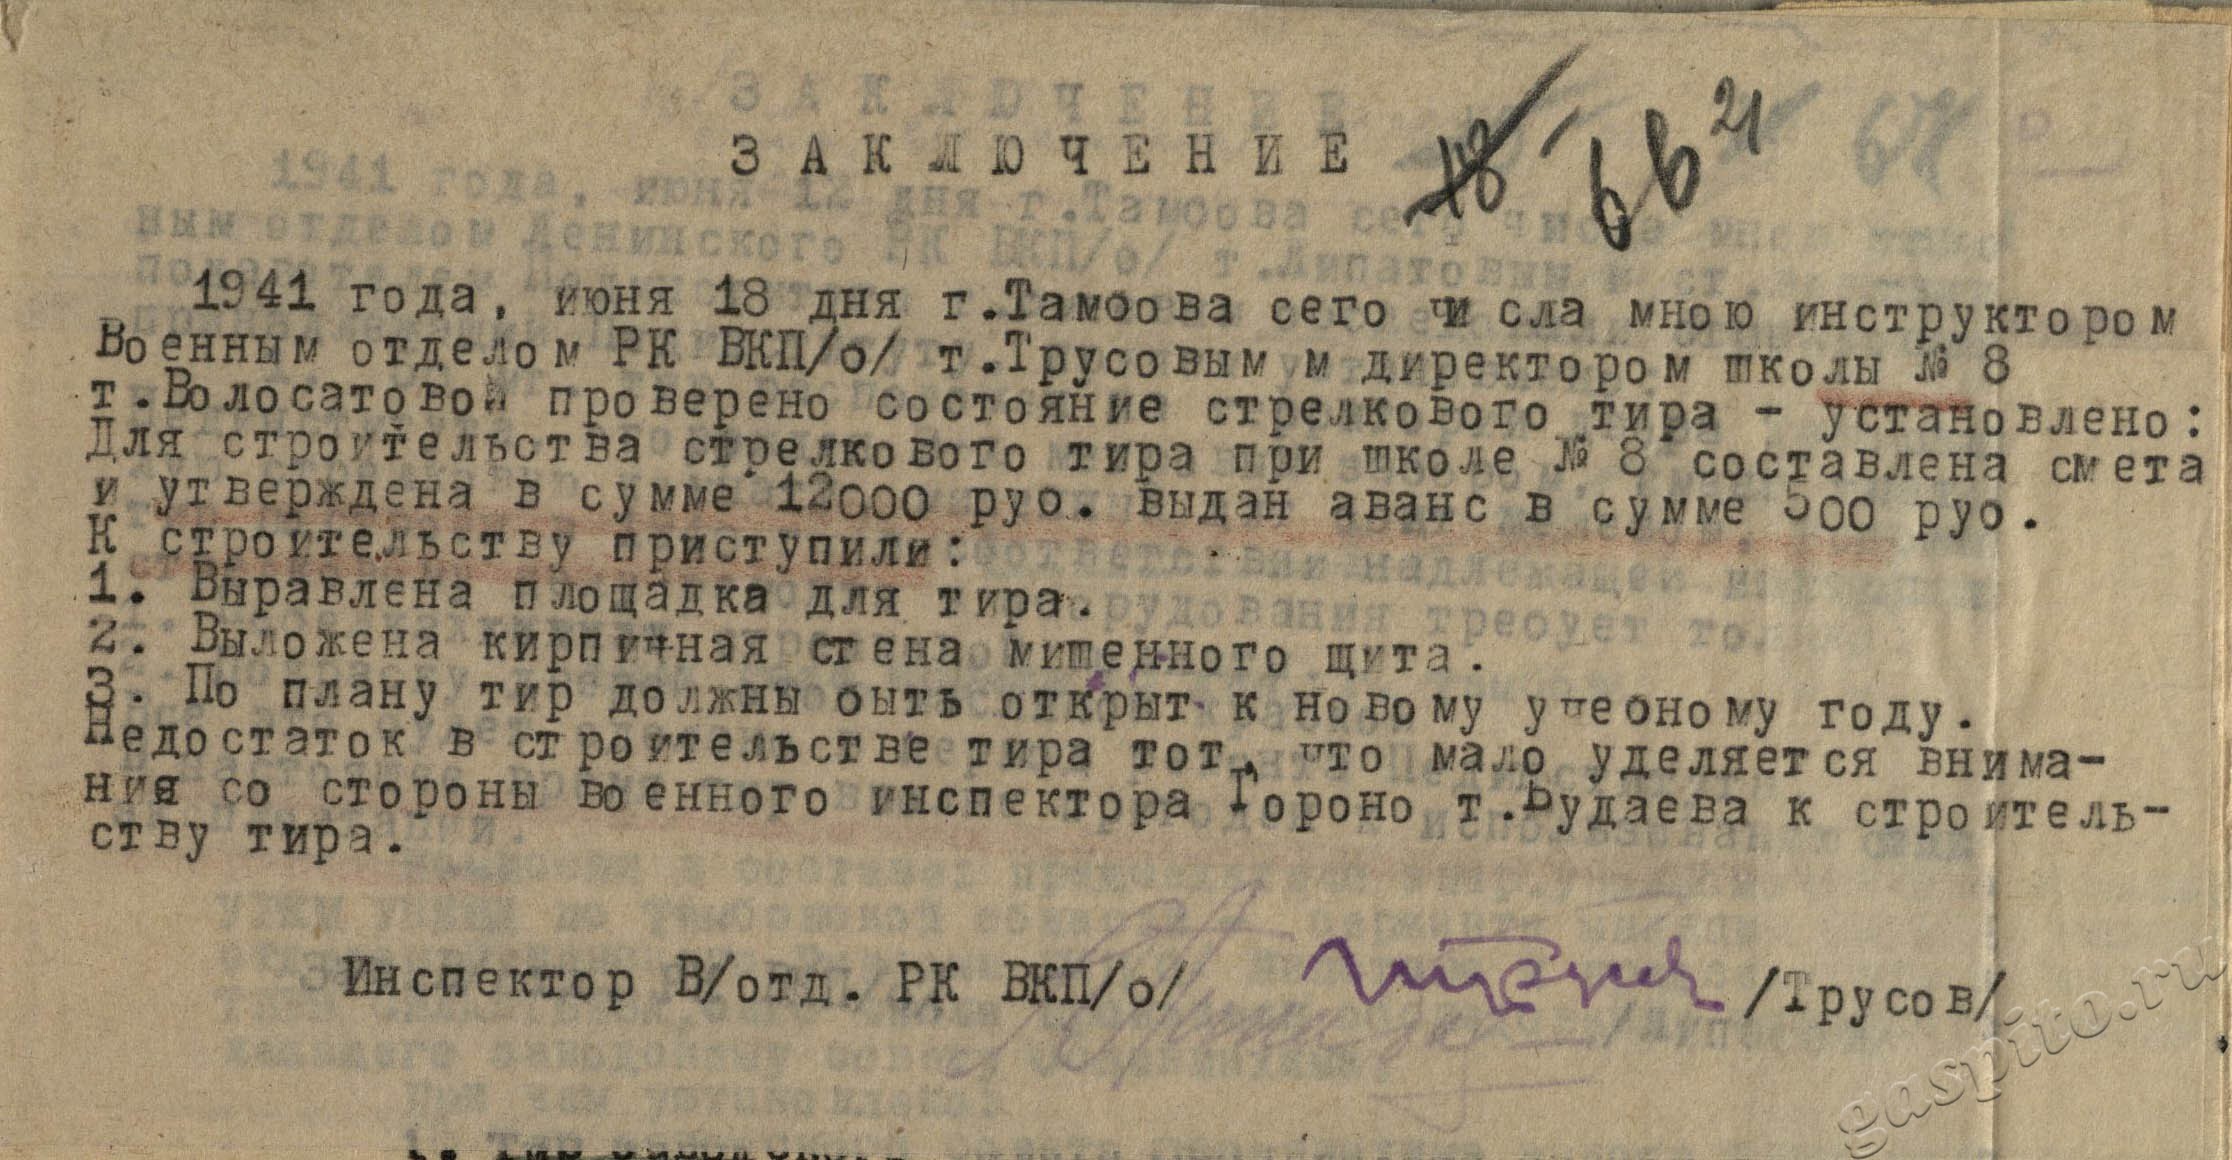 ЗАКЛЮЧЕНИЕ
18 - 66 21
1941 года, июня 18 дня г.Тамбова сего числа мною инструктором
Военным отделом РК ВКП/б/ т.Трусовым м директором школы № 8
т.Волосатовой проверено состояние стрелкового тира - установлено:
Для строительства стрелкового тира при школе № 8 составлена смета
и утверждена в сумме 12000 руб. выдан аванс в сумме 500 руб.
К строительству приступили:
1. Выравлена площадка для тира.
2. Выложена кирпичная стена мишенного щита.
3. По плану тир должны быть открыт к новому учебному году.
Недостаток в строительстве тира тот, что мало уделяется внима-
ния со стороны военного инспектора Гороно т.Будаева к строитель-
ству тира.
Инспектор В/отд. РК ВКП/б/ /Трусов/
gaspito.ru